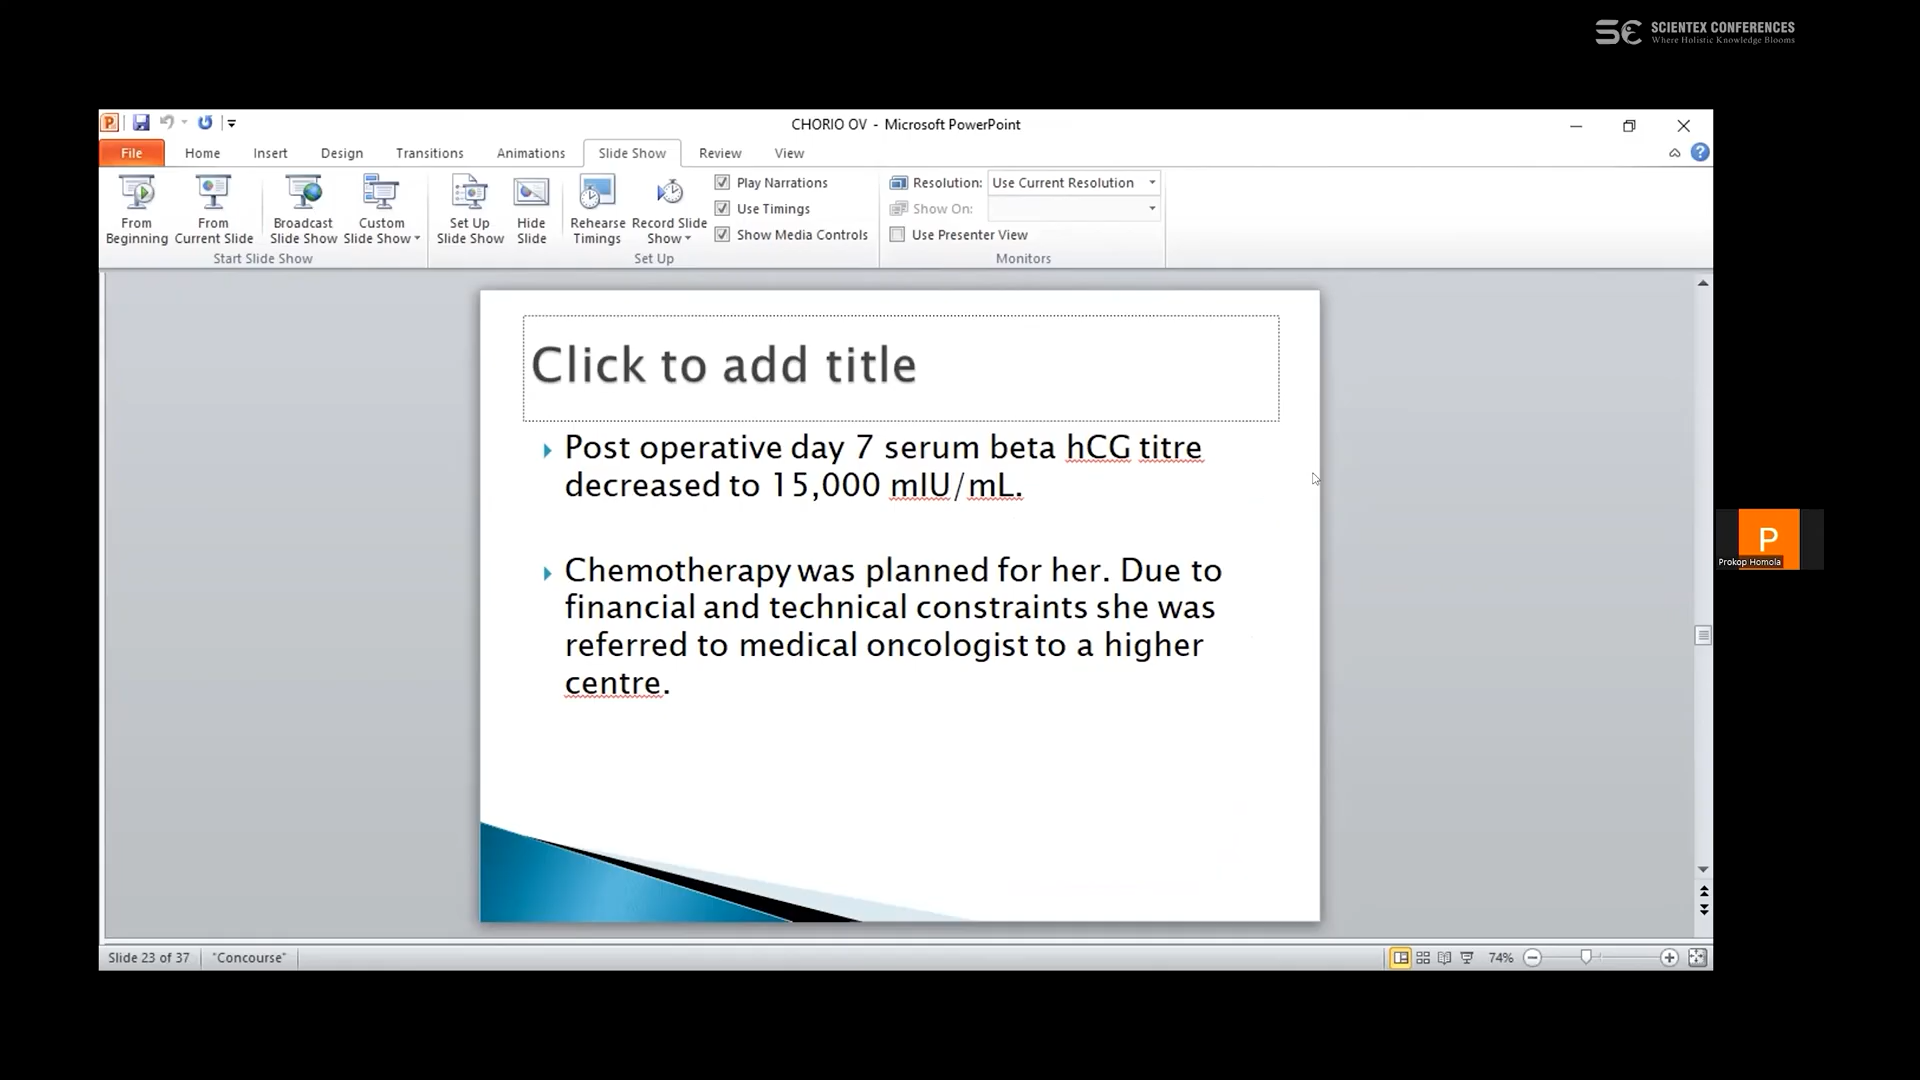 SCIENTEX CONFERENCES
Where Holistic Knowledge Blooms
CHORIO OV - Microsoft PowerPoint
File Home Insert Design Transitions Animations Slide Show Review View
From Beginning
From Current Slide
Broadcast Slide Show
Custom Slide Show
Start Slide Show
Set Up Slide Show
Hide Slide
Rehearse Timings
Record Slide Show
Play Narrations
Use Timings
Show Media Controls
Set Up
Resolution: Use Current Resolution
Show On:
Use Presenter View
Monitors
Click to add title
Post operative day 7 serum beta hCG titre
decreased to 15,000 mIU/mL.
Chemotherapy was planned for her. Due to
financial and technical constraints she was
referred to medical oncologist to a higher
centre.
P
Prokop Homola
Slide 23 of 37 "Concourse" 74%